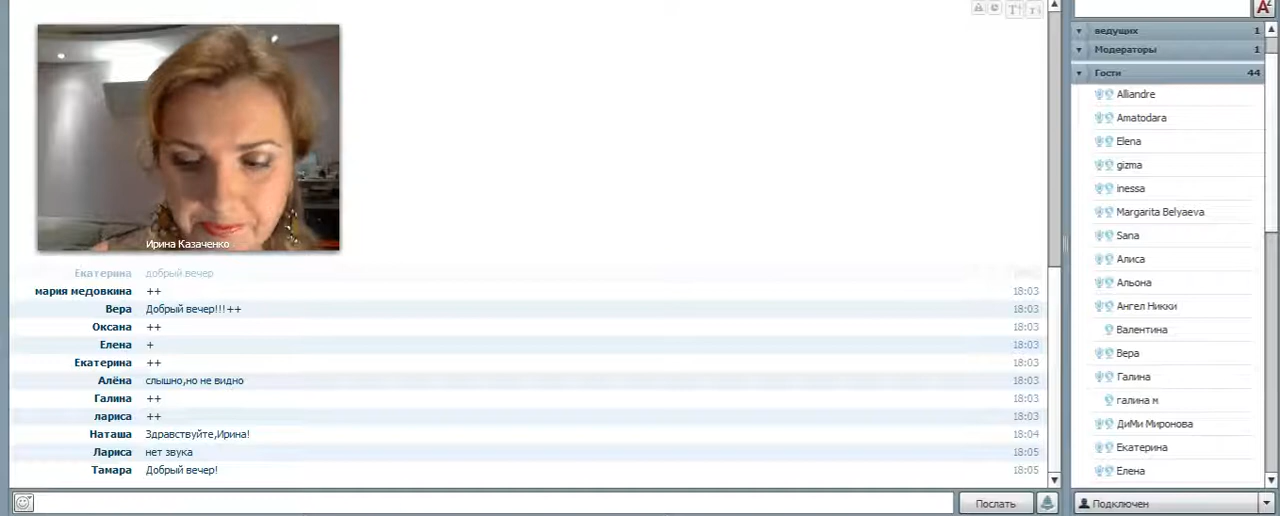 Ирина Казаченко
Екатерина добрый вечер
мария медовкина ++ 18:03
Вера Добрый вечер!!!++ 18:03
Оксана ++ 18:03
Елена + 18:03
Екатерина ++ 18:03
Алёна слышно,но не видно 18:03
Галина ++ 18:03
лариса ++ 18:03
Наташа Здравствуйте,Ирина! 18:04
Лариса нет звука 18:05
Тамара Добрый вечер! 18:05
Послать
ведущих 1
Модераторы 1
Гости 44
Alliandre
Amatodara
Elena
gizma
inessa
Margarita Belyaeva
Sana
Алиса
Альона
Ангел Никки
Валентина
Вера
Галина
галина м
ДиМи Миронова
Екатерина
Елена
Подключен